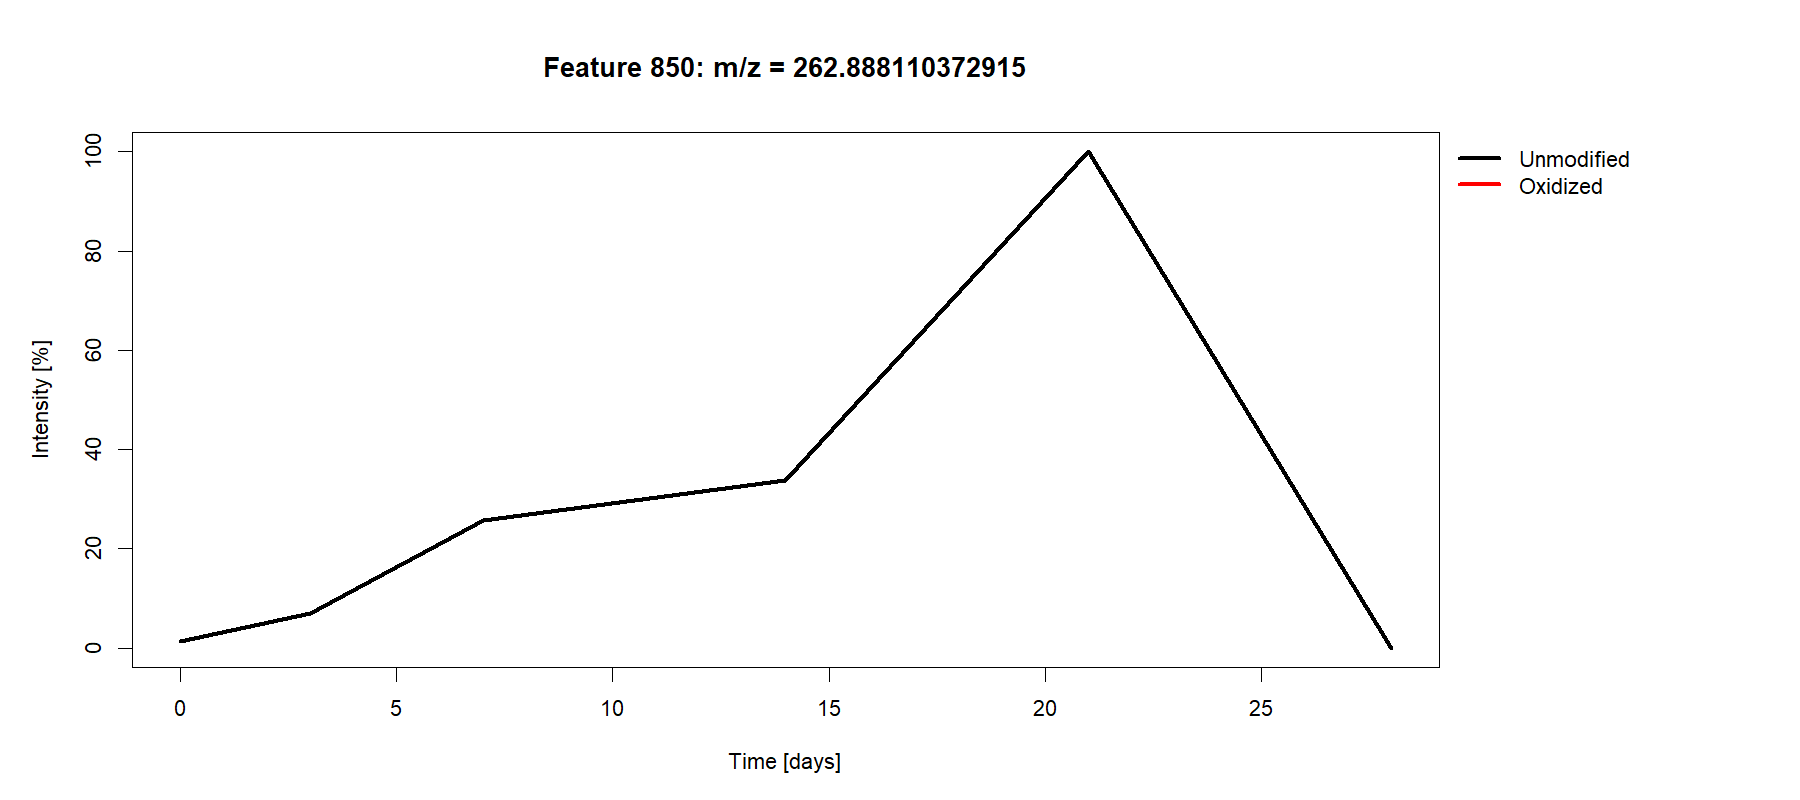 Feature 850: m/z = 262.888110372915
Unmodified
Oxidized
Intensity [%]
100
80
60
40
20
0
0 5 10 15 20 25
Time [days]